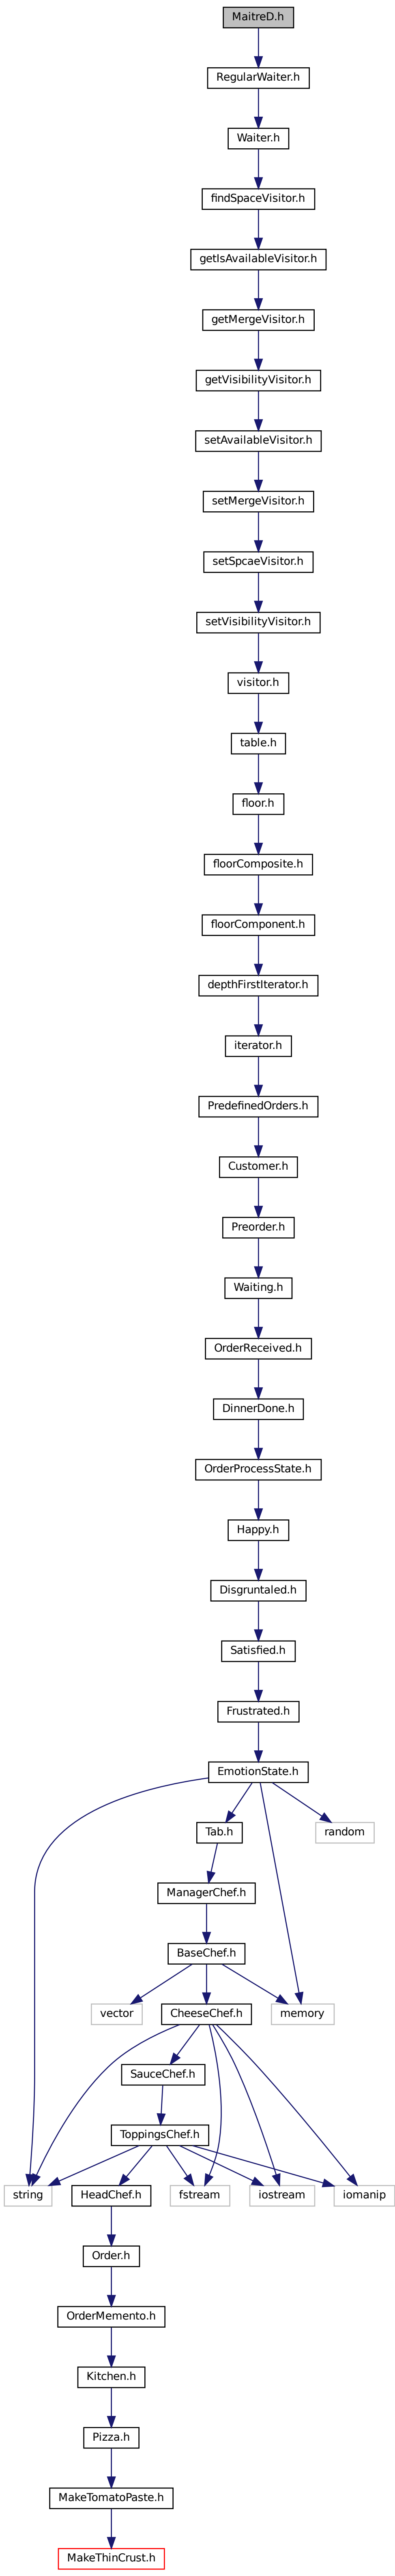 MaitreD.h
RegularWaiter.h
Waiter.h
findSpaceVisitor.h
getIsAvailableVisitor.h
getMergeVisitor.h
getVisibilityVisitor.h
setAvailableVisitor.h
setMergeVisitor.h
setSpcaeVisitor.h
setVisibilityVisitor.h
visitor.h
table.h
floor.h
floorComposite.h
floorComponent.h
depthFirstIterator.h
iterator.h
PredefinedOrders.h
Customer.h
Preorder.h
Waiting.h
OrderReceived.h
DinnerDone.h
OrderProcessState.h
Happy.h
Disgruntaled.h
Satisfied.h
Frustrated.h
EmotionState.h
Tab.h
random
ManagerChef.h
BaseChef.h
vector
CheeseChef.h
memory
SauceChef.h
ToppingsChef.h
string
HeadChef.h
fstream
iostream
iomanip
Order.h
OrderMemento.h
Kitchen.h
Pizza.h
MakeTomatoPaste.h
MakeThinCrust.h